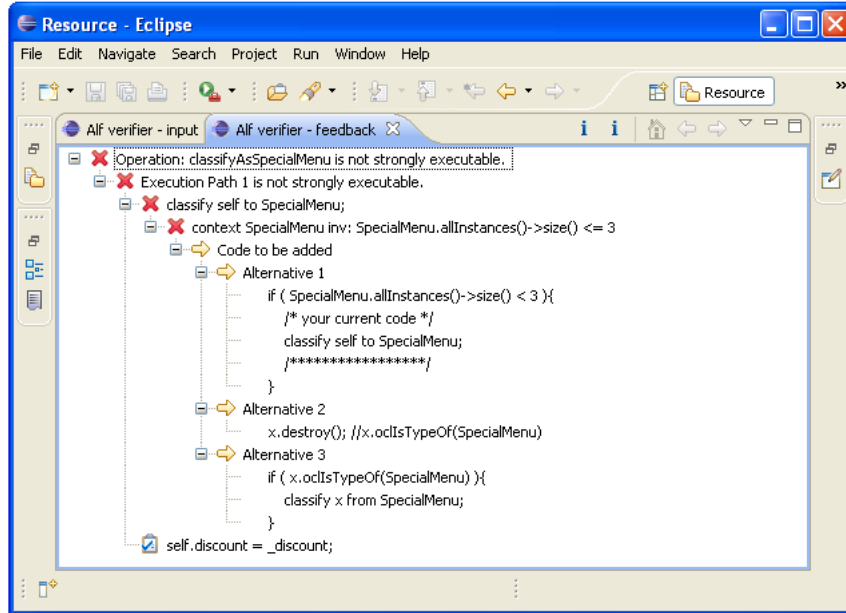 Resource - Eclipse
File Edit Navigate Search Project Run Window Help
Resource
»
Alf verifier - input
Alf verifier - feedback
Operation: classifyAsSpecialMenu is not strongly executable.
Execution Path 1 is not strongly executable.
classify self to SpecialMenu;
context SpecialMenu inv: SpecialMenu.allInstances()->size() <= 3
Code to be added
Alternative 1
if ( SpecialMenu.allInstances()->size() < 3 ){
/* your current code */
classify self to SpecialMenu;
/*****************/
}
Alternative 2
x.destroy(); //x.oclIsTypeOf(SpecialMenu)
Alternative 3
if ( x.oclIsTypeOf(SpecialMenu) ){
classify x from SpecialMenu;
}
self.discount = _discount;